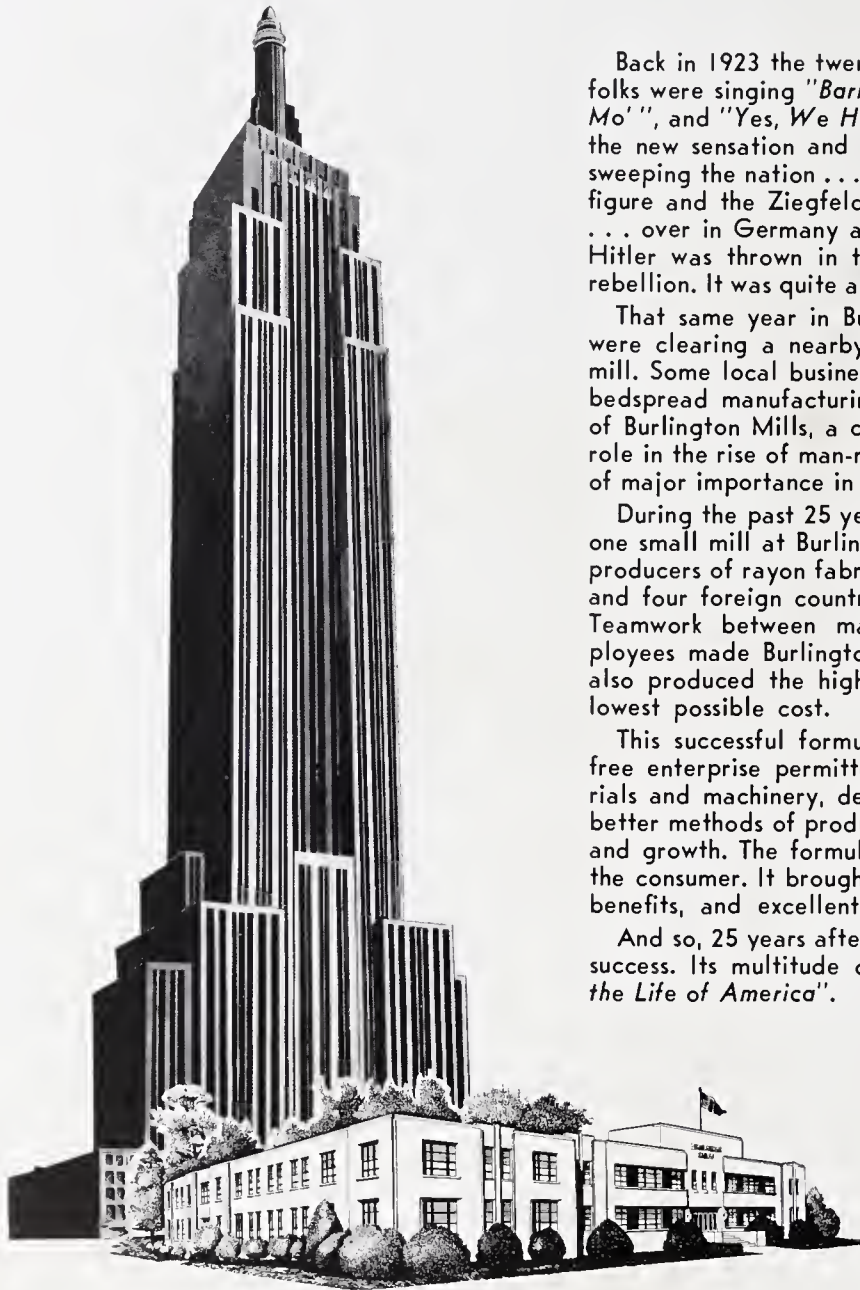 Back in 1923 the twe
folks were singing "Bar
Mo' ", and "Yes, We H
the new sensation and
sweeping the nation . . .
figure and the Ziegfel
. . . over in Germany a
Hitler was thrown in t
rebellion. It was quite a
That same year in Bu
were clearing a nearby
mill. Some local busine
bedspread manufacturin
of Burlington Mills, a c
role in the rise of man-m
of major importance in
During the past 25 ye
one small mill at Burlin
producers of rayon fabr
and four foreign countr
Teamwork between ma
ployees made Burlingto
also produced the high
lowest possible cost.
This successful formu
free enterprise permitt
rials and machinery, de
better methods of prod
and growth. The formul
the consumer. It brough
benefits, and excellent
And so, 25 years afte
success. Its multitude o
the Life of America".